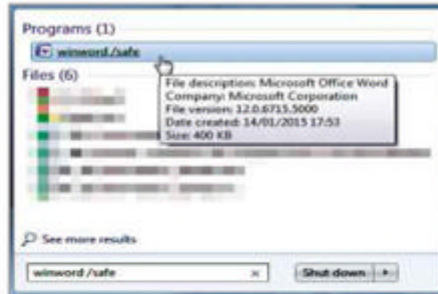 Programs (1)
winword /safe
Files (6)
File description: Microsoft Office Word
Company: Microsoft Corporation
File version: 12.0.6715.5000
Date created: 14/01/2015 17:53
Size: 400 KB
See more results
winword /safe
Shut down